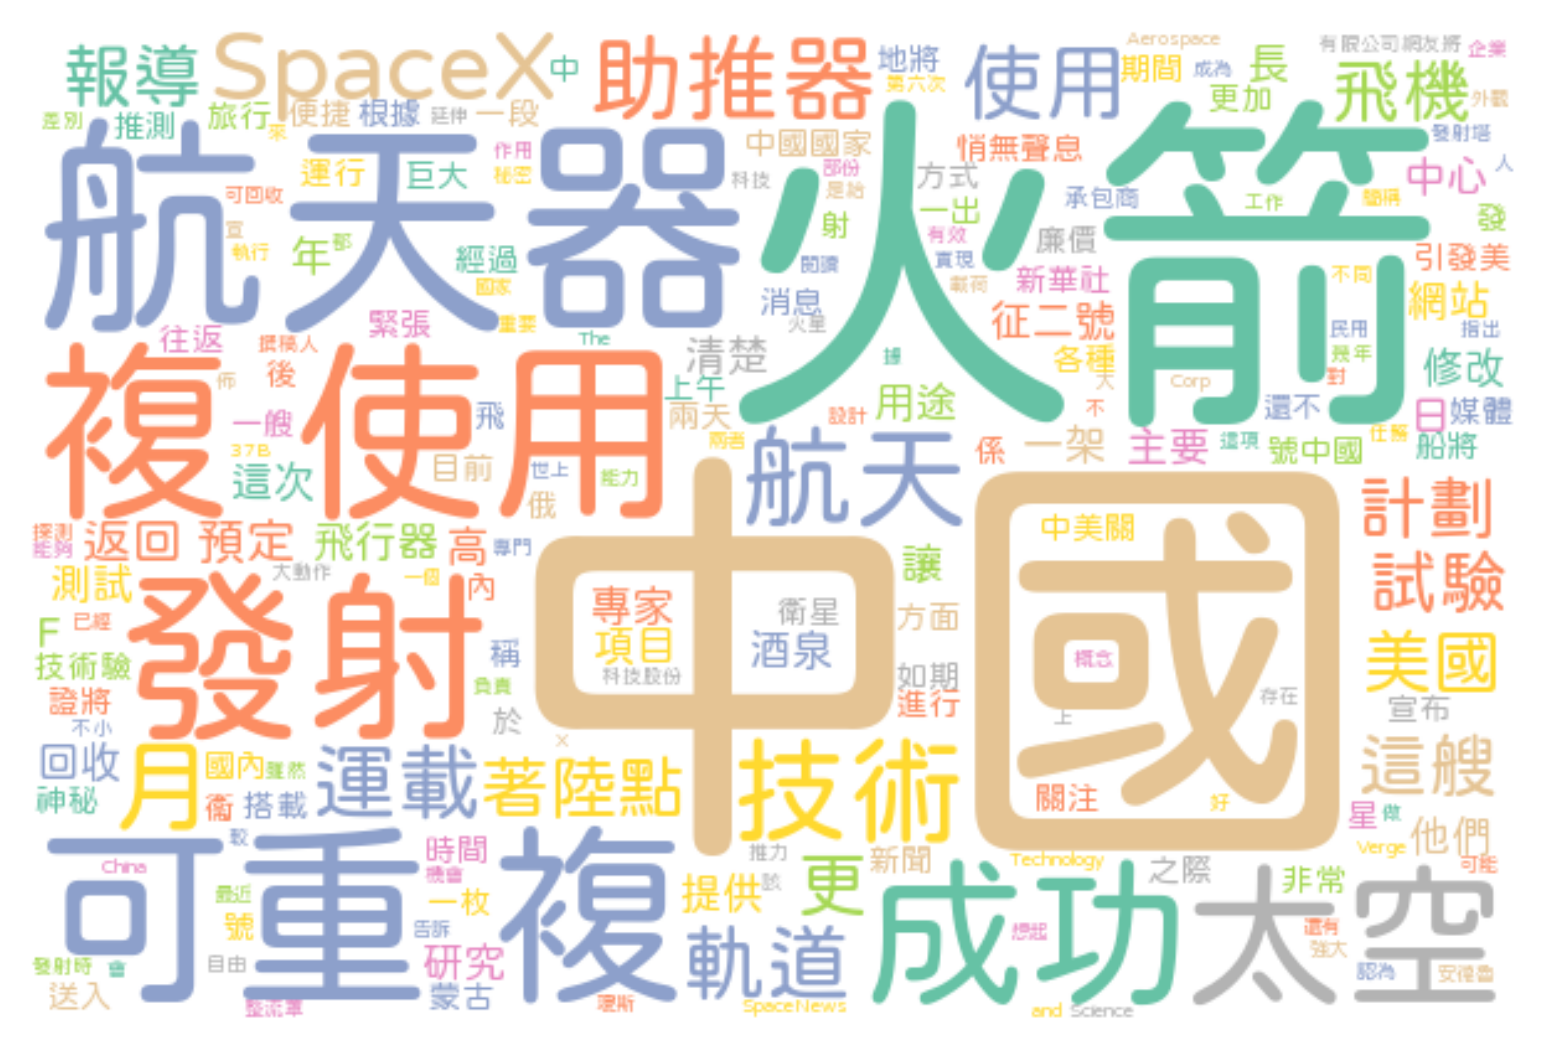 報導 SpaceX 中 助推器 地將 使用 Aerospace 有限公司網友將 企業
第六次 期間 成為 長 飛機
差別 推測 旅行 便捷 根據 延伸 一段 更加 外觀
萊 中國國家 悄無聲息 發射塔
航天器 火箭
運行 巨大 作用 秘密 科技 部份 是給 方式 承包商 工作 簡稱 中心 人
可回收 宣 年 都 執行 經過 國家 射 一出 有效 廉價 發
閱讀 實現 載荷 新華社 不同 引發美
往返 緊張 重要 The 消息 火星 征二號 民用 網站 指出
撰稿人 後 佈 清楚 據 各種 幾年 對 修改
複使用
上午 Corp 大
一艘 飛 兩天 設計 用途 不 還不 日媒體
37B 兩者 航天 係 一架 主要 這項 號中國 任務 船將
這次 目前 世上 能力 俄
中國
探測 能夠 返回 預定 飛行器 高 專門 中美關 計劃
測試 大動作 一個 內 讓 試驗
發射
F 已經 專家 衛星 方面
技術驗 稱 項目 酒泉 概念 美國
證將 負責 科技股份 如期 存在
不小 於 進行 上 宣布
回收 月 國內 雖然 運載 著陸點 X 技術 這艘
神秘 衞 搭載 關注 好 星 做 他們
可重複
China 較 時間 機會 推力 新聞 Technology 之際 Verge 可能
最近 一枚 提供 該 更 成功 太空 非常
號 告訴 想起 還有
發射時 會 自由 研究 軌道 強大 認為 安德魯
送入 整流罩 蒙古 SpaceNews and Science